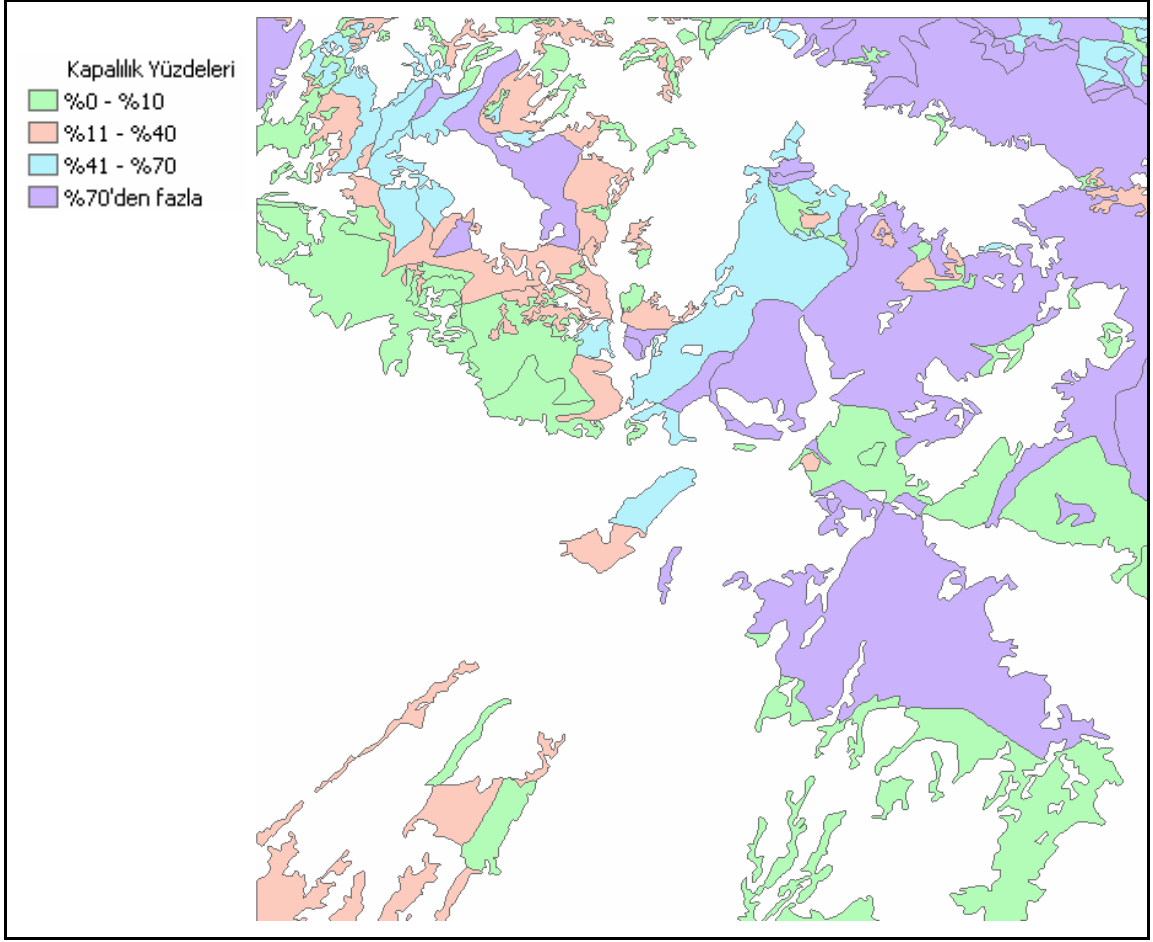 Kapalılık Yüzdeleri
%0 - %10
%11 - %40
%41 - %70
%70'den fazla